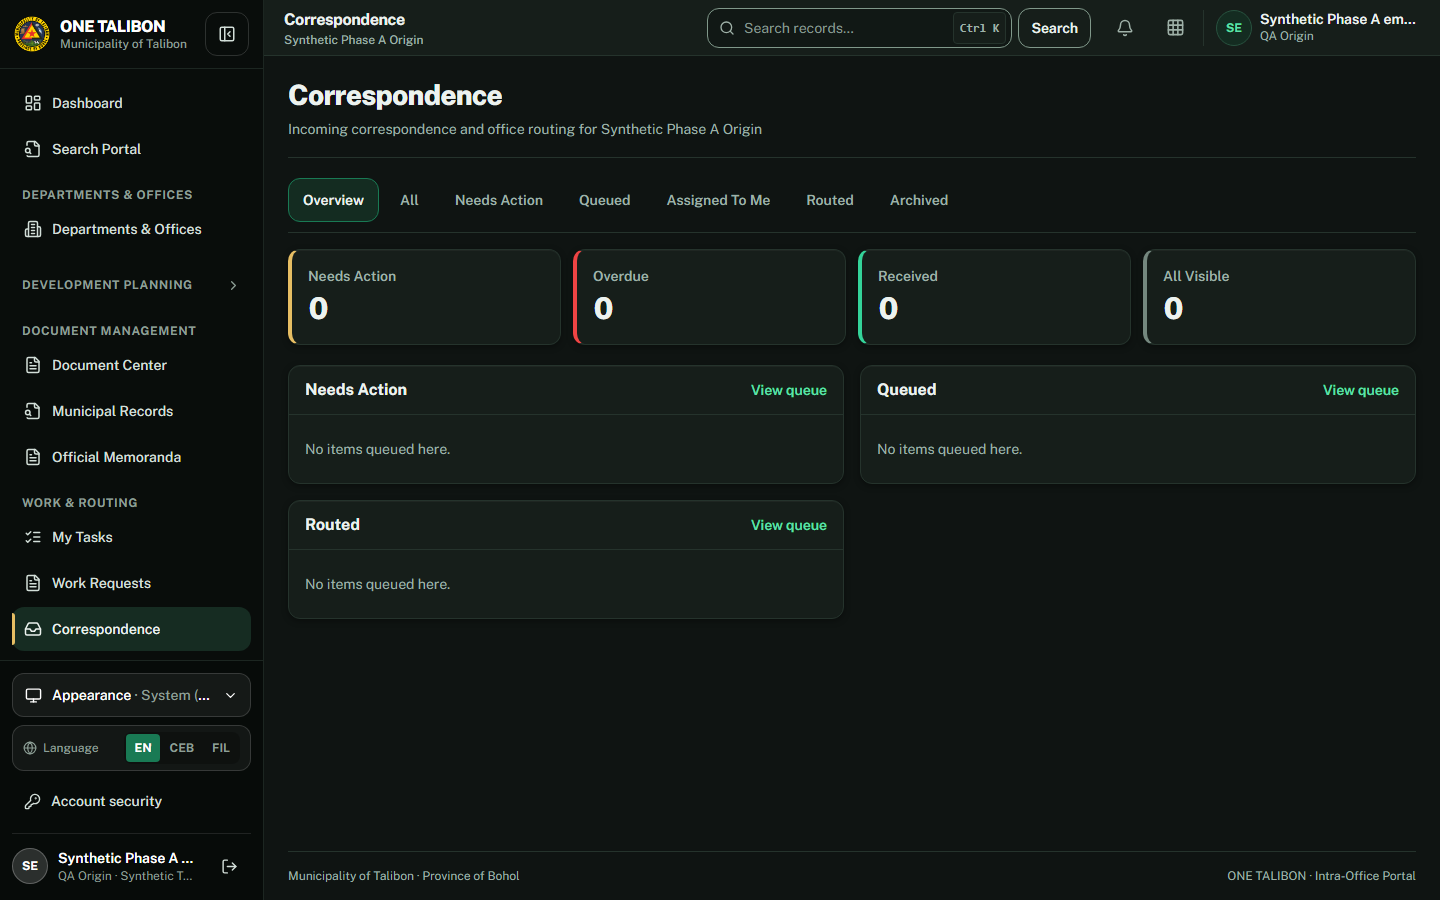 ONE TALIBON
Municipality of Talibon
Dashboard
Search Portal
DEPARTMENTS & OFFICES
Departments & Offices
DEVELOPMENT PLANNING
DOCUMENT MANAGEMENT
Document Center
Municipal Records
Official Memoranda
WORK & ROUTING
My Tasks
Work Requests
Correspondence
Appearance · System (...
Language EN CEB FIL
Account security
SE Synthetic Phase A ...
QA Origin · Synthetic T...
Correspondence
Synthetic Phase A Origin
Search records... Ctrl K Search
SE Synthetic Phase A em...
QA Origin
Correspondence
Incoming correspondence and office routing for Synthetic Phase A Origin
Overview All Needs Action Queued Assigned To Me Routed Archived
Needs Action
0
Overdue
0
Received
0
All Visible
0
Needs Action View queue
No items queued here.
Queued View queue
No items queued here.
Routed View queue
No items queued here.
Municipality of Talibon · Province of Bohol
ONE TALIBON · Intra-Office Portal